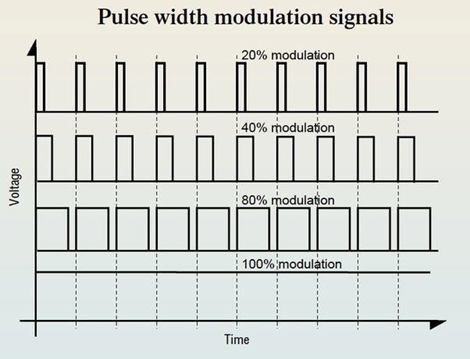 Pulse width modulation signals
20% modulation
40% modulation
80% modulation
100% modulation
Voltage
Time